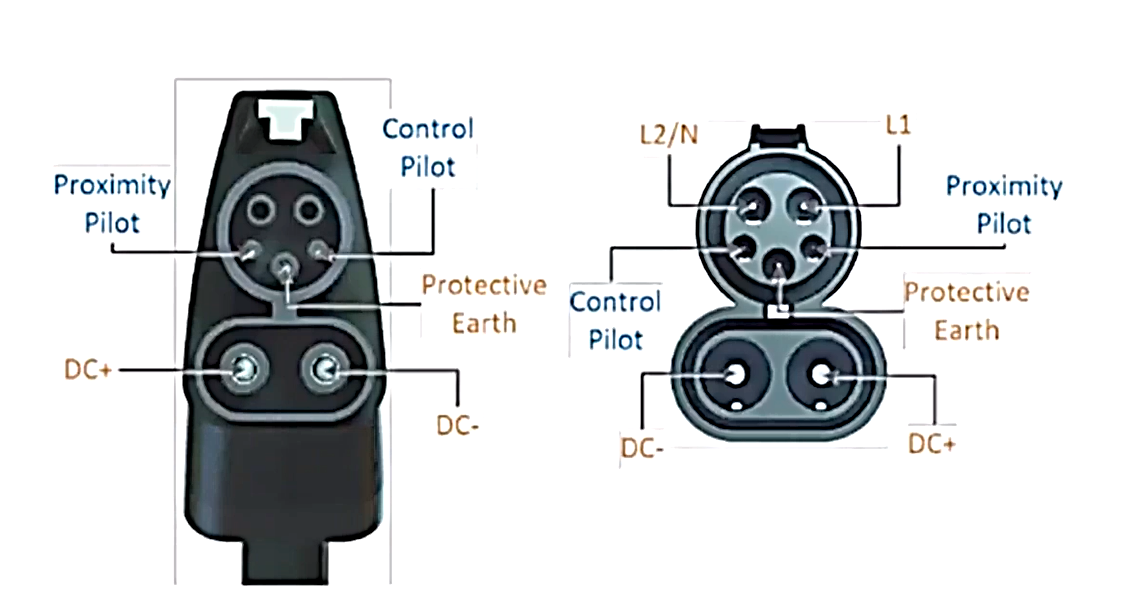 Control
Pilot
Proximity
Pilot
Protective
Earth
DC+
DC-
L2/N
L1
Proximity
Pilot
Control
Pilot
Protective
Earth
DC-
DC+